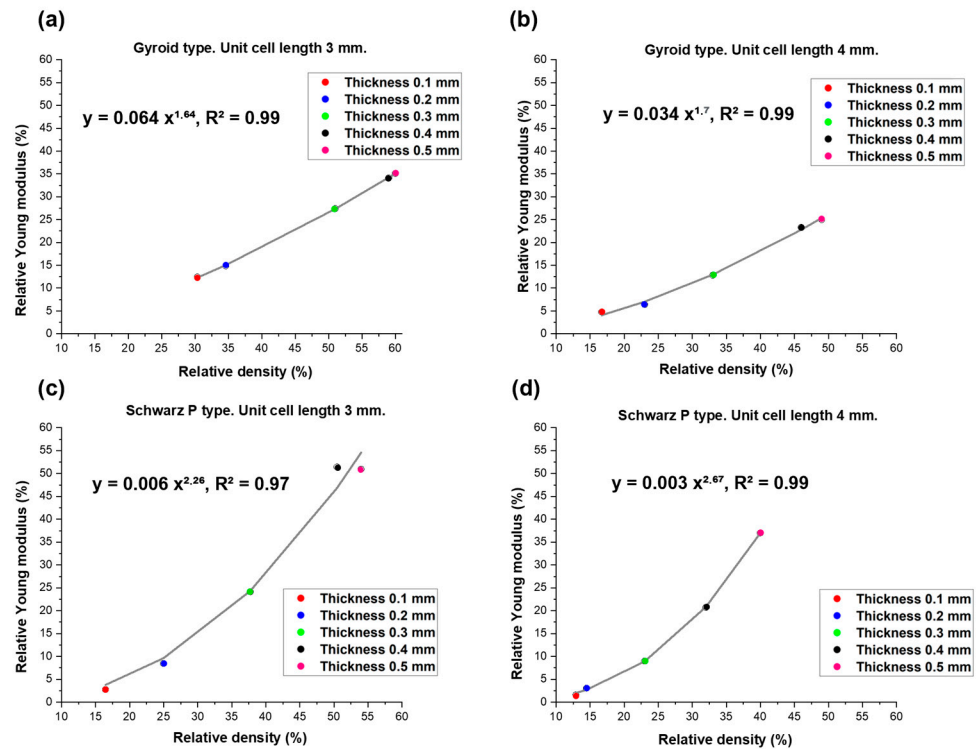 (a)
Gyroid type. Unit cell length 3 mm.
60
55
50
45
40
35
30
25
20
15
10
5
0
Relative Young modulus (%)
y = 0.064 x¹·⁶⁴, R² = 0.99
Thickness 0.1 mm
Thickness 0.2 mm
Thickness 0.3 mm
Thickness 0.4 mm
Thickness 0.5 mm
10 15 20 25 30 35 40 45 50 55 60
Relative density (%)
(b)
Gyroid type. Unit cell length 4 mm.
60
55
50
45
40
35
30
25
20
15
10
5
0
Relative Young modulus (%)
y = 0.034 x¹·⁷, R² = 0.99
Thickness 0.1 mm
Thickness 0.2 mm
Thickness 0.3 mm
Thickness 0.4 mm
Thickness 0.5 mm
10 15 20 25 30 35 40 45 50 55 60
Relative density (%)
(c)
Schwarz P type. Unit cell length 3 mm.
60
55
50
45
40
35
30
25
20
15
10
5
0
Relative Young modulus (%)
y = 0.006 x²·²⁶, R² = 0.97
Thickness 0.1 mm
Thickness 0.2 mm
Thickness 0.3 mm
Thickness 0.4 mm
Thickness 0.5 mm
10 15 20 25 30 35 40 45 50 55 60
Relative density (%)
(d)
Schwarz P type. Unit cell length 4 mm.
60
55
50
45
40
35
30
25
20
15
10
5
0
Relative Young modulus (%)
y = 0.003 x²·⁶⁷, R² = 0.99
Thickness 0.1 mm
Thickness 0.2 mm
Thickness 0.3 mm
Thickness 0.4 mm
Thickness 0.5 mm
10 15 20 25 30 35 40 45 50 55 60
Relative density (%)